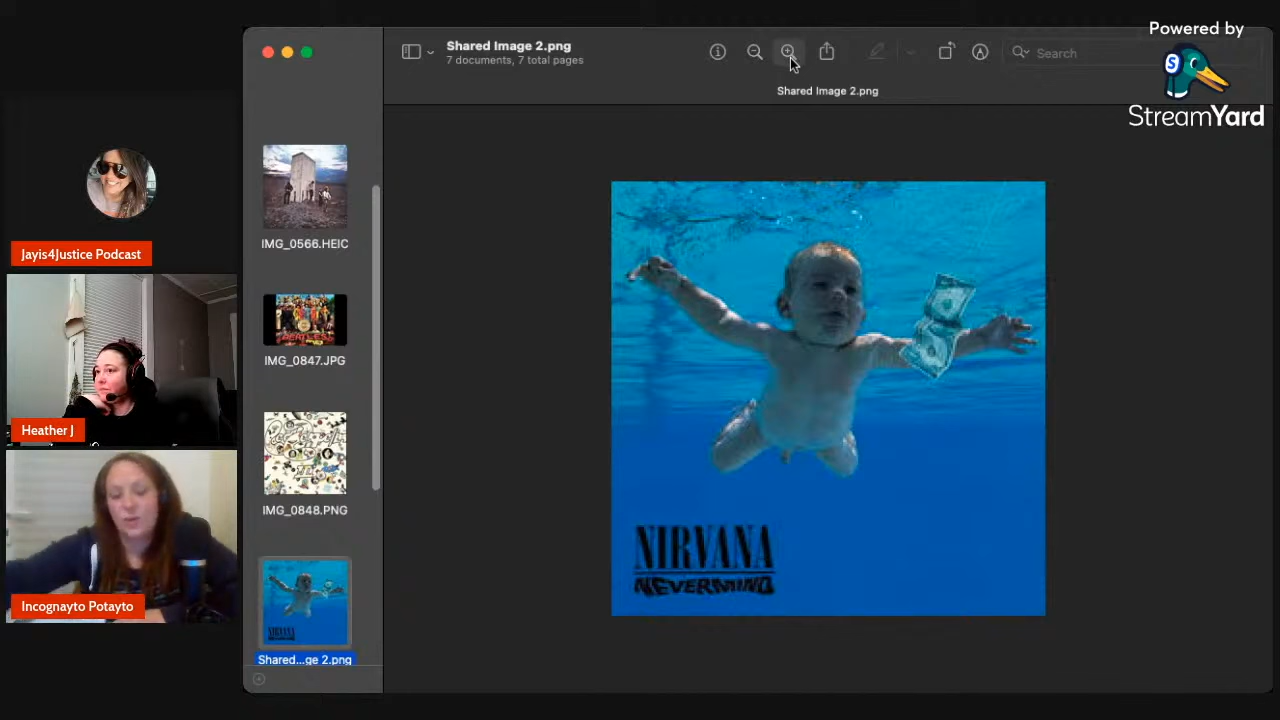 Powered by
StreamYard
Shared Image 2.png
7 documents, 7 total pages
Search
Shared Image 2.png
Jayis4Justice Podcast
Heather J
Incognayto Potayto
IMG_0566.HEIC
IMG_0847.JPG
IMG_0848.PNG
Shared...ge 2.png
NIRVANA
NEVERMIND
NIRVANA